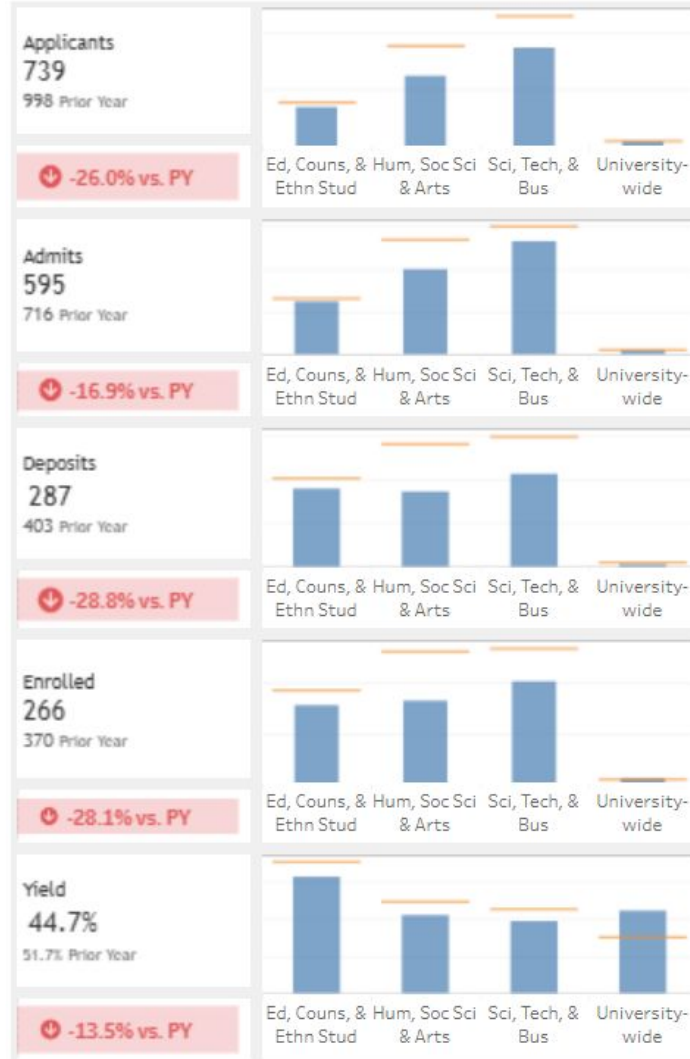 Applicants
739
998 Prior Year
-26.0% vs. PY
Ed, Couns, & Hum, Soc Sci Sci, Tech, & University-
Ethn Stud & Arts Bus wide
Admits
595
716 Prior Year
-16.9% vs. PY
Ed, Couns, & Hum, Soc Sci Sci, Tech, & University-
Ethn Stud & Arts Bus wide
Deposits
287
403 Prior Year
-28.8% vs. PY
Ed, Couns, & Hum, Soc Sci Sci, Tech, & University-
Ethn Stud & Arts Bus wide
Enrolled
266
370 Prior Year
-28.1% vs. PY
Ed, Couns, & Hum, Soc Sci Sci, Tech, & University-
Ethn Stud & Arts Bus wide
Yield
44.7%
51.7% Prior Year
-13.5% vs. PY
Ed, Couns, & Hum, Soc Sci Sci, Tech, & University-
Ethn Stud & Arts Bus wide